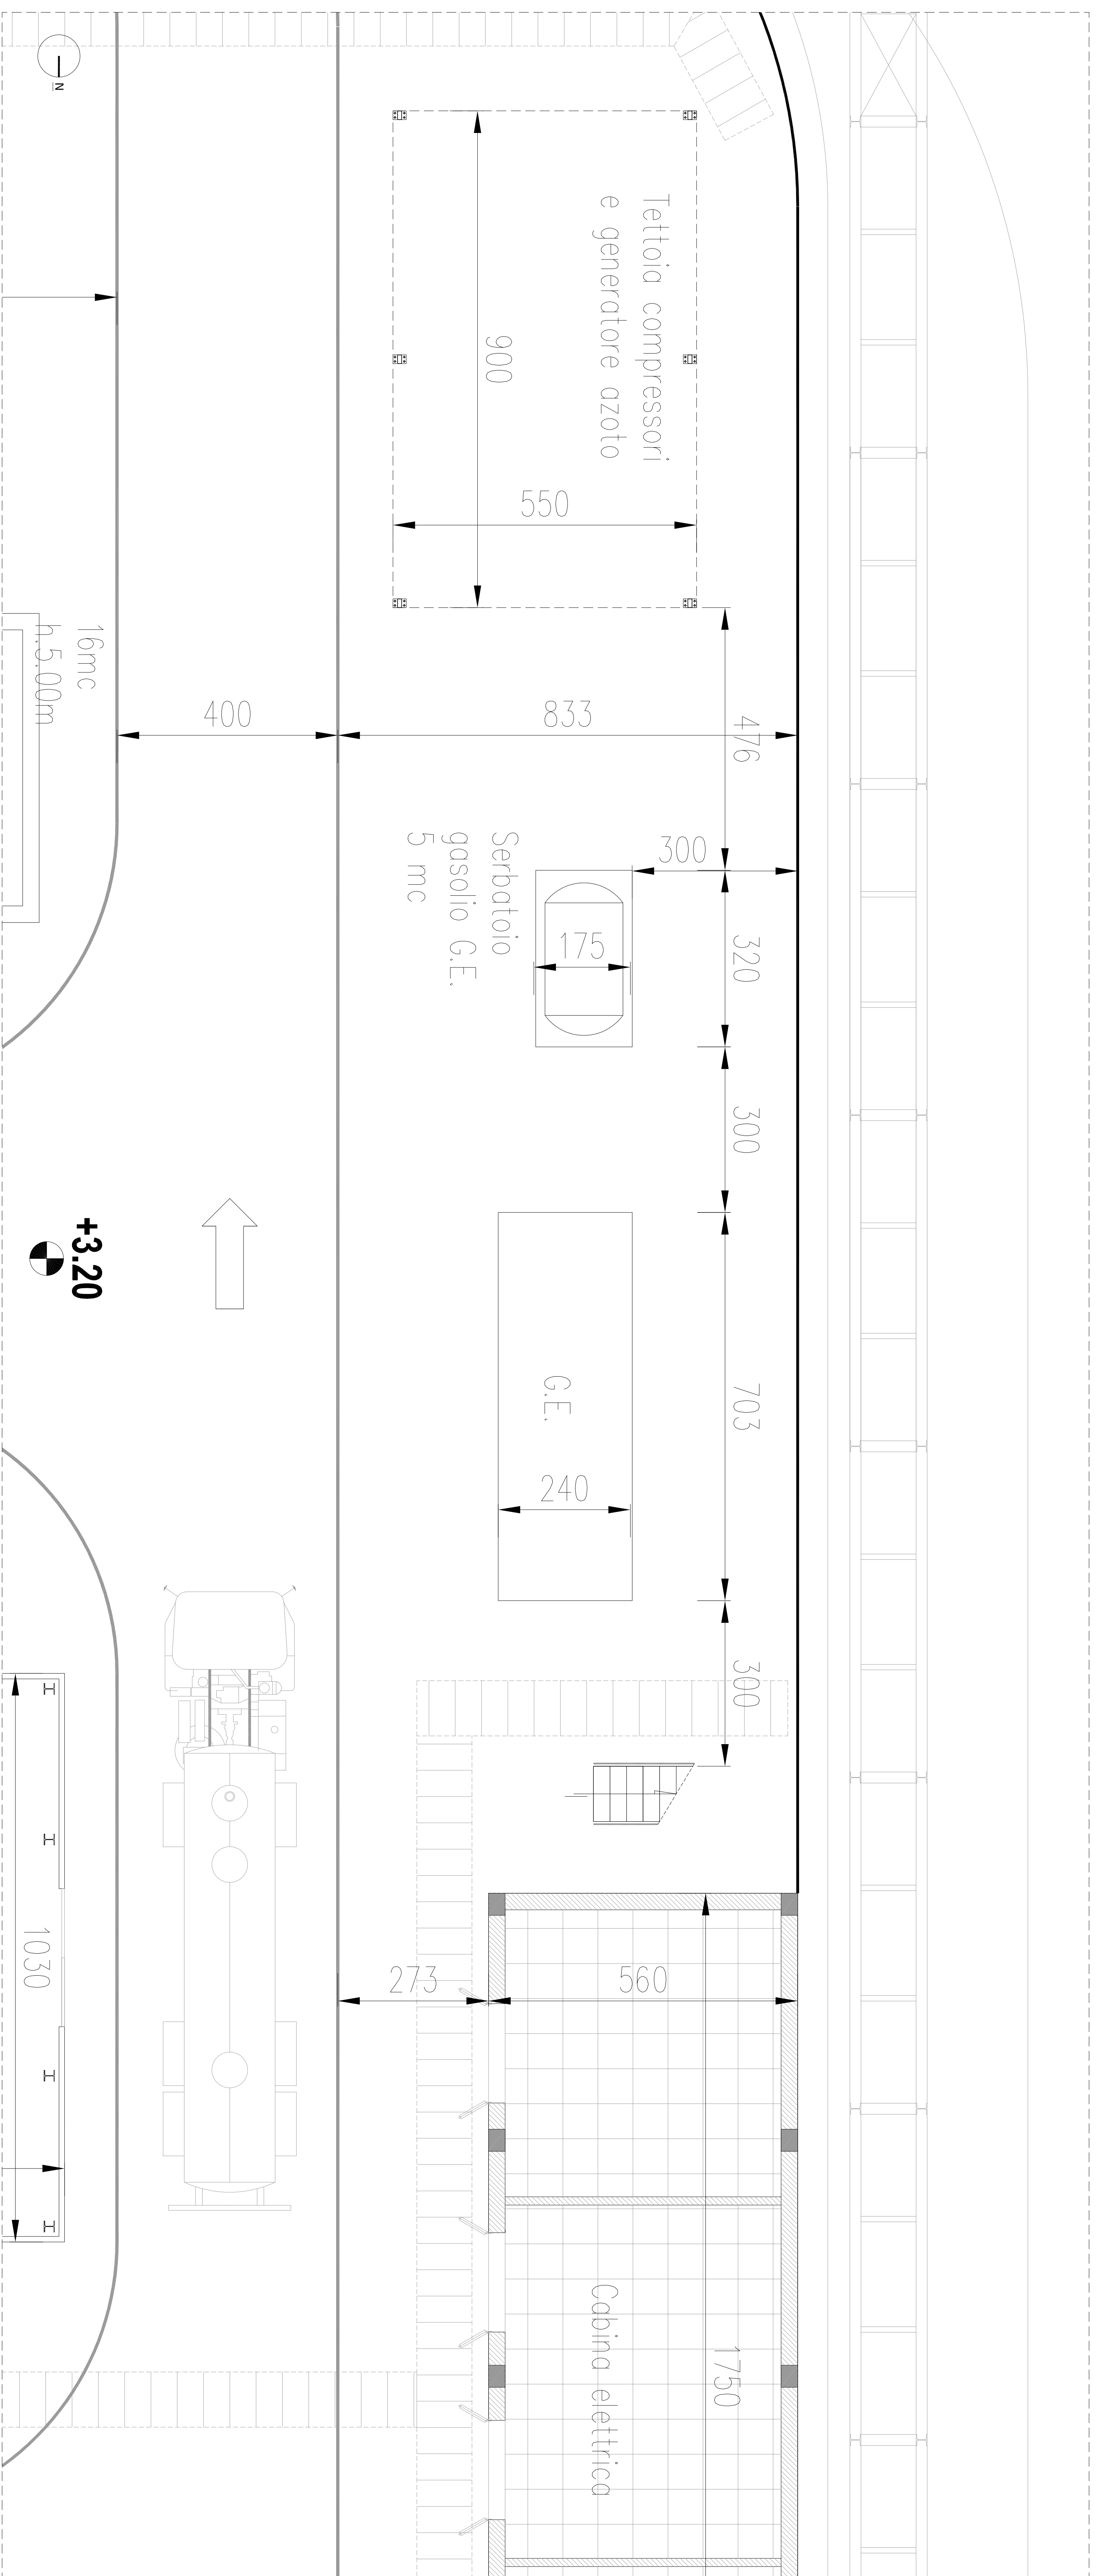 N
Tettoia compressori
e generatore azoto
900
550
16mc
h.5.00m
400
833
476
300
Serbatoio
gasolio G.E.
5 mc
175
320
300
+3.20
G.E.
703
240
300
1030
273
560
1750
Cabina elettrica